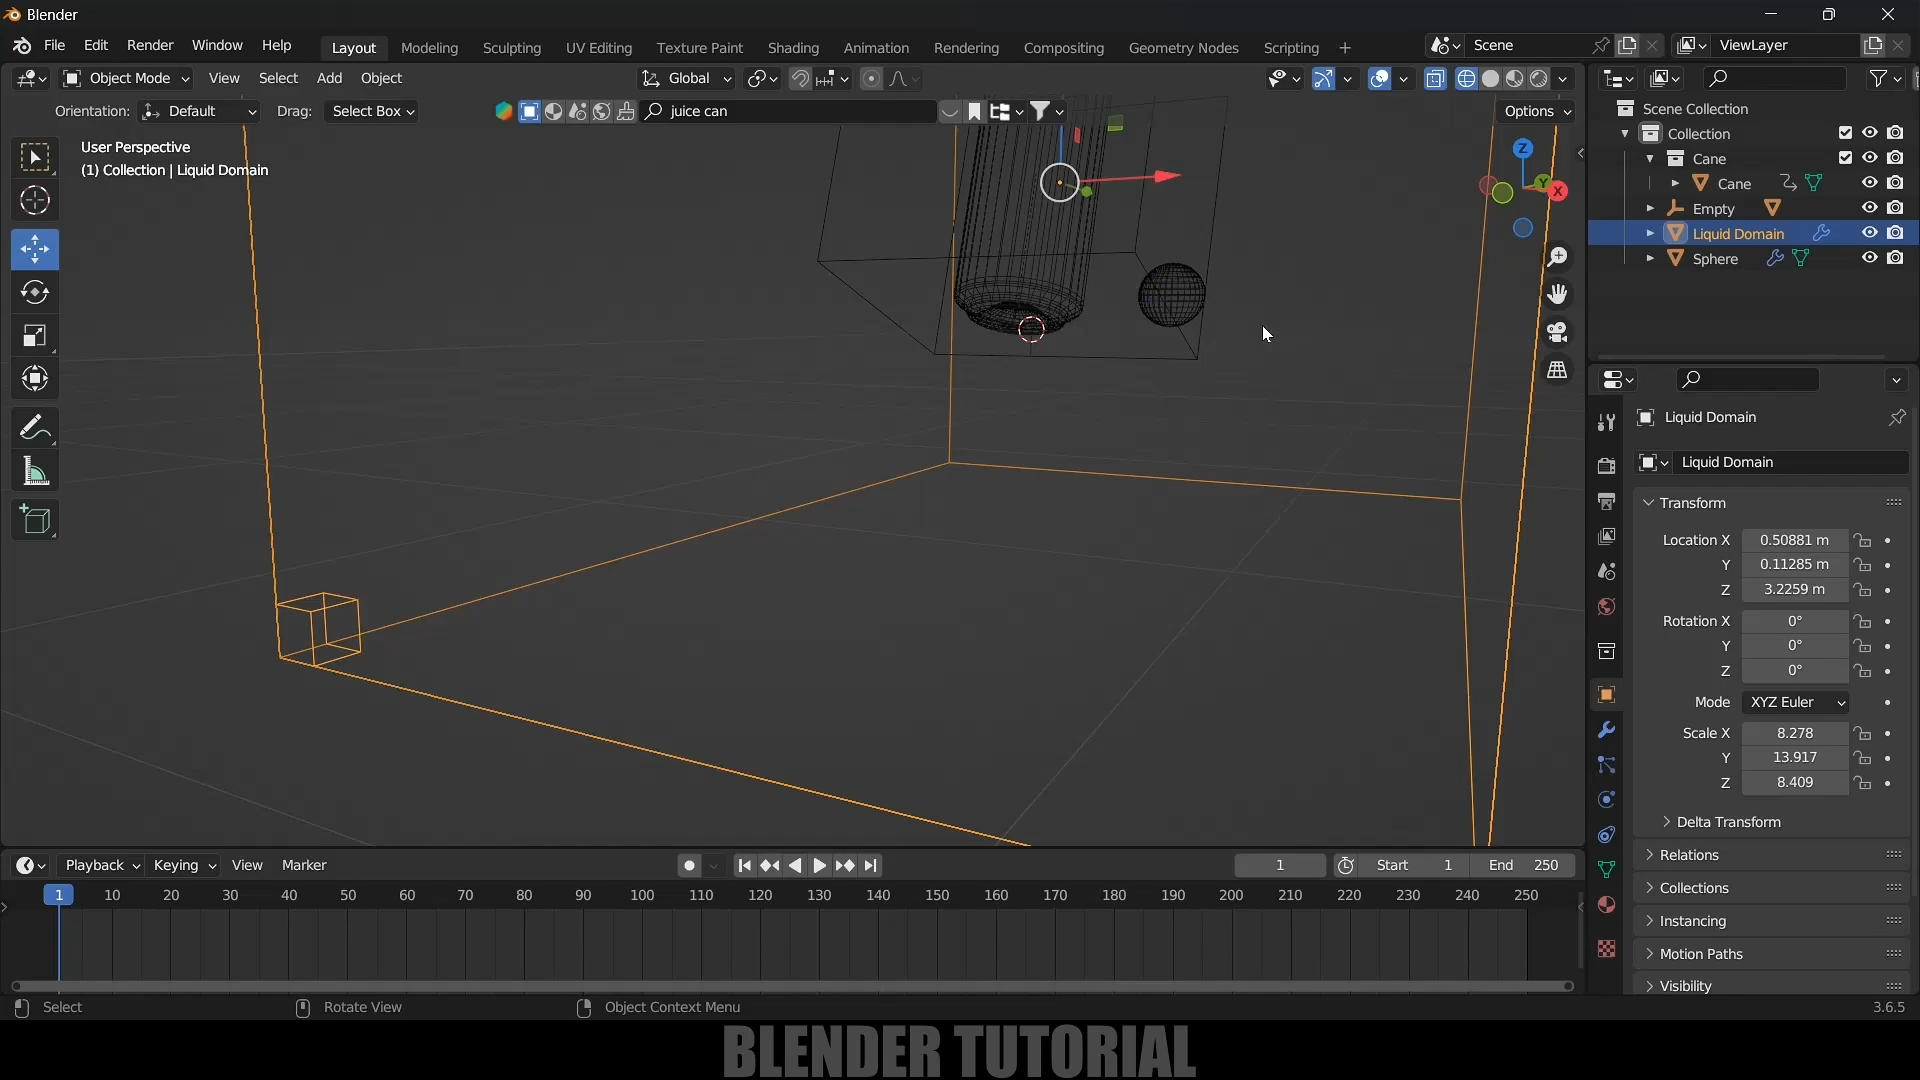 Blender
File Edit Render Window Help Layout Modeling Sculpting UV Editing Texture Paint Shading Animation Rendering Compositing Geometry Nodes Scripting + Scene ViewLayer
Object Mode View Select Add Object Global
Orientation: Default Drag: Select Box juice can Options
User Perspective
(1) Collection | Liquid Domain
Z
Y
X
Scene Collection
Collection
Cane
Cane
Empty
Liquid Domain
Sphere
Liquid Domain
Liquid Domain
Transform
Location X 0.50881 m
Y 0.11285 m
Z 3.2259 m
Rotation X 0°
Y 0°
Z 0°
Mode XYZ Euler
Scale X 8.278
Y 13.917
Z 8.409
Delta Transform
Relations
Collections
Instancing
Motion Paths
Visibility
Playback Keying View Marker 1 Start 1 End 250
1 10 20 30 40 50 60 70 80 90 100 110 120 130 140 150 160 170 180 190 200 210 220 230 240 250
Select Rotate View Object Context Menu 3.6.5
BLENDER TUTORIAL